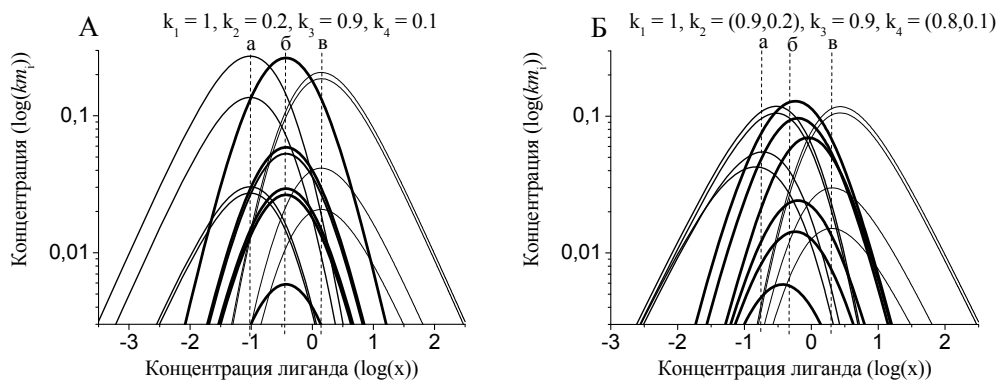 А
k₁ = 1, k₂ = 0.2, k₃ = 0.9, k₄ = 0.1
а б в
Концентрация (log(kmᵢ))
0,1
0,01
-3 -2 -1 0 1 2
Концентрация лиганда (log(x))
Б
k₁ = 1, k₂ = (0.9,0.2), k₃ = 0.9, k₄ = (0.8,0.1)
а б в
Концентрация (log(kmᵢ))
0,1
0,01
-3 -2 -1 0 1 2
Концентрация лиганда (log(x))